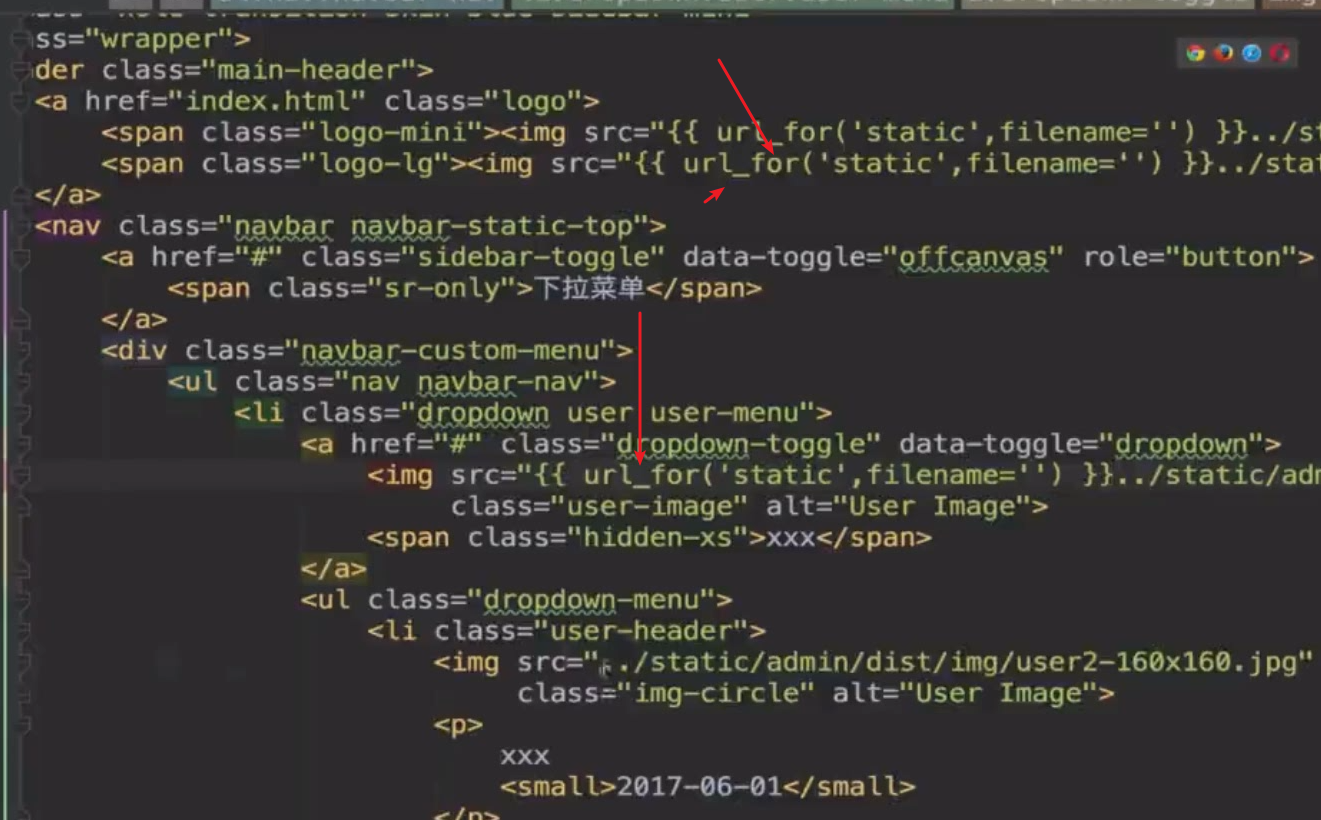 ss="wrapper">
der class="main-header">
<a href="index.html" class="logo">
<span class="logo-mini"><img src="{{ url_for('static',filename='') }}../st
<span class="logo-lg"><img src="{{ url_for('static',filename='') }}../stat
</a>
<nav class="navbar navbar-static-top">
<a href="#" class="sidebar-toggle" data-toggle="offcanvas" role="button">
<span class="sr-only">下拉菜单</span>
</a>
<div class="navbar-custom-menu">
<ul class="nav navbar-nav">
<li class="dropdown user user-menu">
<a href="#" class="dropdown-toggle" data-toggle="dropdown">
<img src="{{ url_for('static',filename='') }}../static/adm
class="user-image" alt="User Image">
<span class="hidden-xs">xxx</span>
</a>
<ul class="dropdown-menu">
<li class="user-header">
<img src="../static/admin/dist/img/user2-160x160.jpg"
class="img-circle" alt="User Image">
<p>
xxx
<small>2017-06-01</small>
</p>